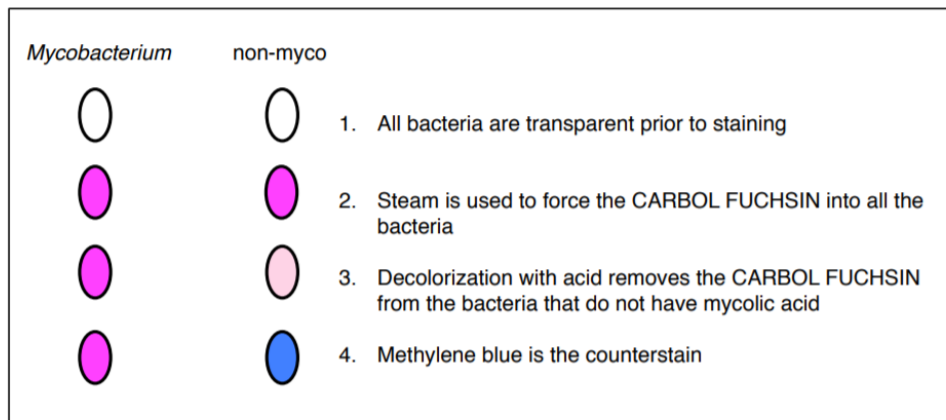 Mycobacterium non-myco
1. All bacteria are transparent prior to staining
2. Steam is used to force the CARBOL FUCHSIN into all the
bacteria
3. Decolorization with acid removes the CARBOL FUCHSIN
from the bacteria that do not have mycolic acid
4. Methylene blue is the counterstain